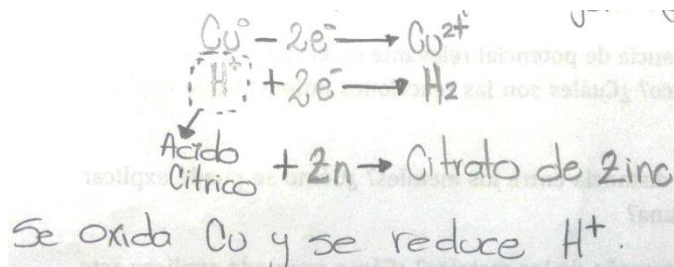 Cu° - 2e⁻ → Cu²⁺
H⁺ + 2e⁻ → H₂
Acido Citrico + Zn → Citrato de Zinc
Se oxida Cu y se reduce H⁺.